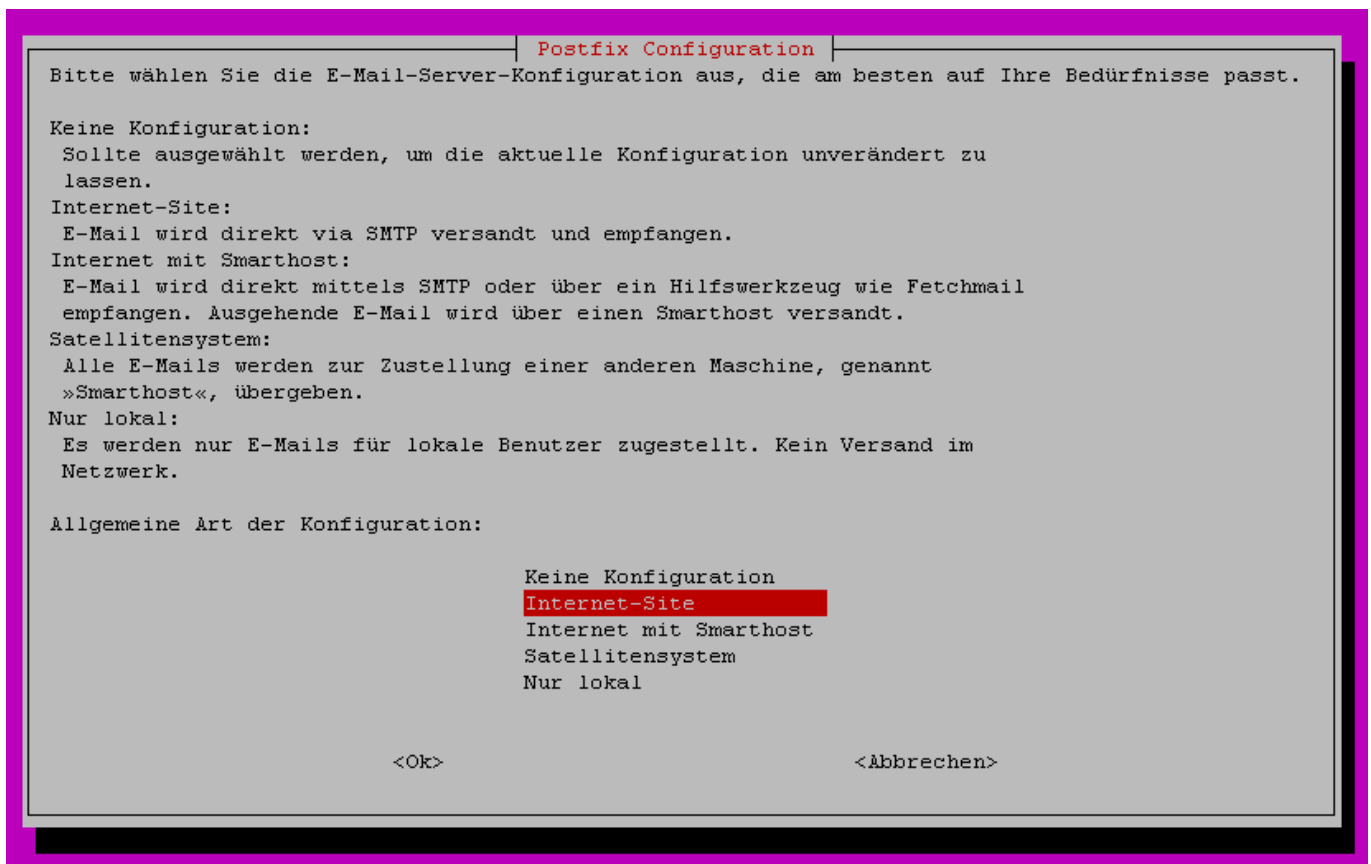 Postfix Configuration
Bitte wählen Sie die E-Mail-Server-Konfiguration aus, die am besten auf Ihre Bedürfnisse passt.
Keine Konfiguration:
Sollte ausgewählt werden, um die aktuelle Konfiguration unverändert zu
lassen.
Internet-Site:
E-Mail wird direkt via SMTP versandt und empfangen.
Internet mit Smarthost:
E-Mail wird direkt mittels SMTP oder über ein Hilfswerkzeug wie Fetchmail
empfangen. Ausgehende E-Mail wird über einen Smarthost versandt.
Satellitensystem:
Alle E-Mails werden zur Zustellung einer anderen Maschine, genannt
»Smarthost«, übergeben.
Nur lokal:
Es werden nur E-Mails für lokale Benutzer zugestellt. Kein Versand im
Netzwerk.
Allgemeine Art der Konfiguration:
Keine Konfiguration
Internet-Site
Internet mit Smarthost
Satellitensystem
Nur lokal
<Ok> <Abbrechen>